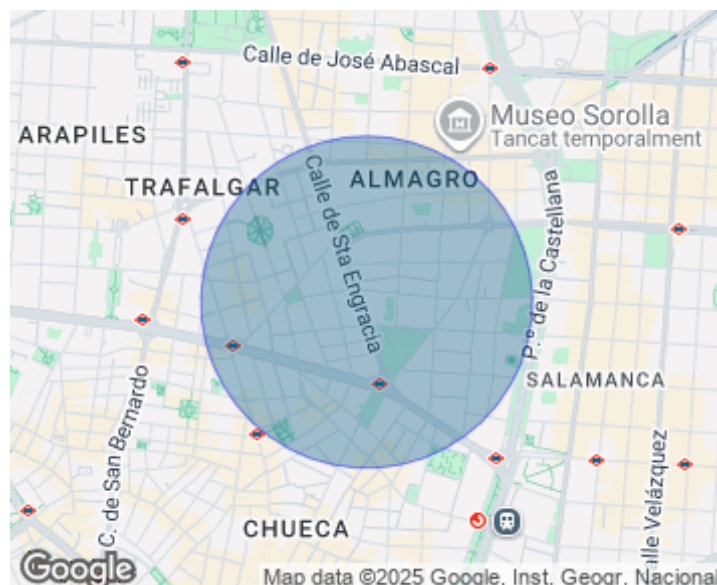 Calle de José Abascal
Museo Sorolla
Tancat temporalment
ARAPILES
TRAFALGAR
ALMAGRO
Calle de Sta Engracia
P.º de la Castellana
SALAMANCA
C. de San Bernardo
alle Velázquez
CHUECA
Google
Map data ©2025 Google, Inst. Geogr. Nacional